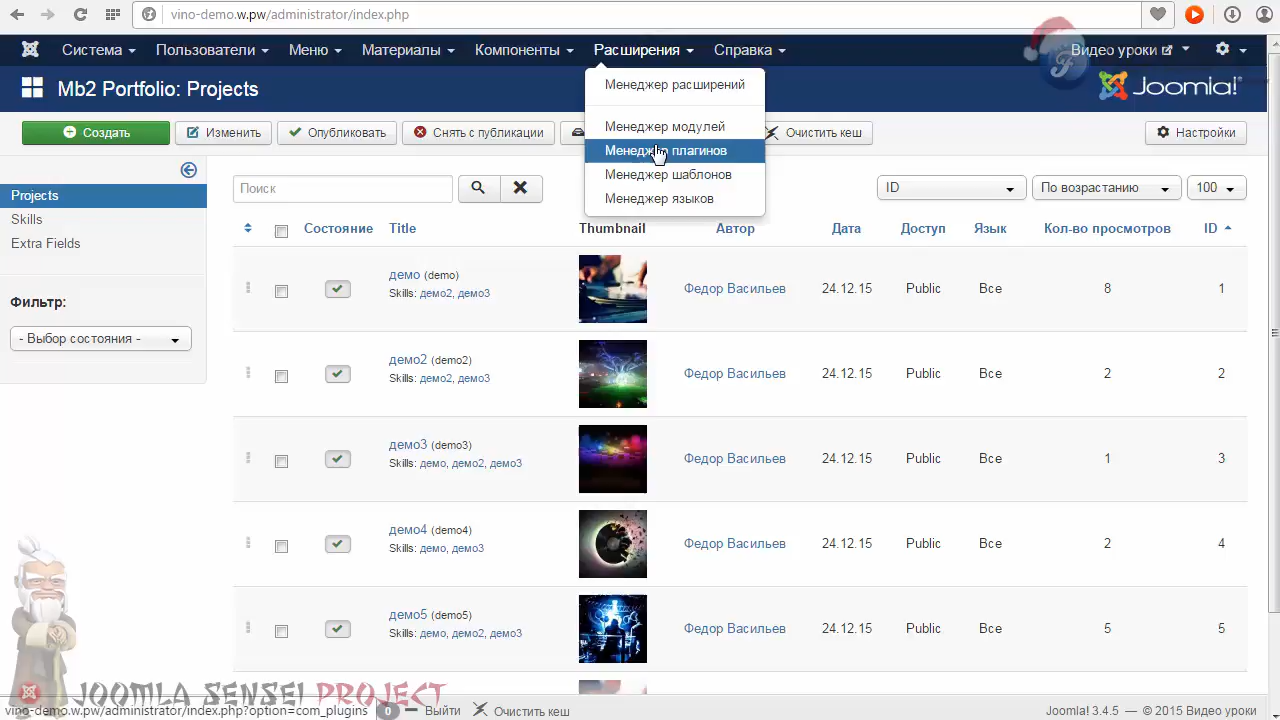 vino-demo.w.pw/administrator/index.php
Система Пользователи Меню Материалы Компоненты Расширения Справка Видео уроки
Mb2 Portfolio: Projects
Joomla!
Менеджер расширений
Менеджер модулей
Менеджер плагинов
Менеджер шаблонов
Менеджер языков
Создать Изменить Опубликовать Снять с публикации Очистить кеш Настройки
Projects
Skills
Extra Fields
Фильтр:
- Выбор состояния -
Поиск ID По возрастанию 100
Состояние Title Thumbnail Автор Дата Доступ Язык Кол-во просмотров ID
демо (demo)
Skills: демо2, демо3
Федор Васильев 24.12.15 Public Все 8 1
демо2 (demo2)
Skills: демо2, демо3
Федор Васильев 24.12.15 Public Все 2 2
демо3 (demo3)
Skills: демо, демо2, демо3
Федор Васильев 24.12.15 Public Все 1 3
демо4 (demo4)
Skills: демо, демо3
Федор Васильев 24.12.15 Public Все 2 4
демо5 (demo5)
Skills: демо, демо2, демо3
Федор Васильев 24.12.15 Public Все 5 5
JOOMLA SENSEI PROJECT
vino-demo.w.pw/administrator/index.php?option=com_plugins 0 Выйти Очистить кеш Joomla! 3.4.5 — © 2015 Видео уроки